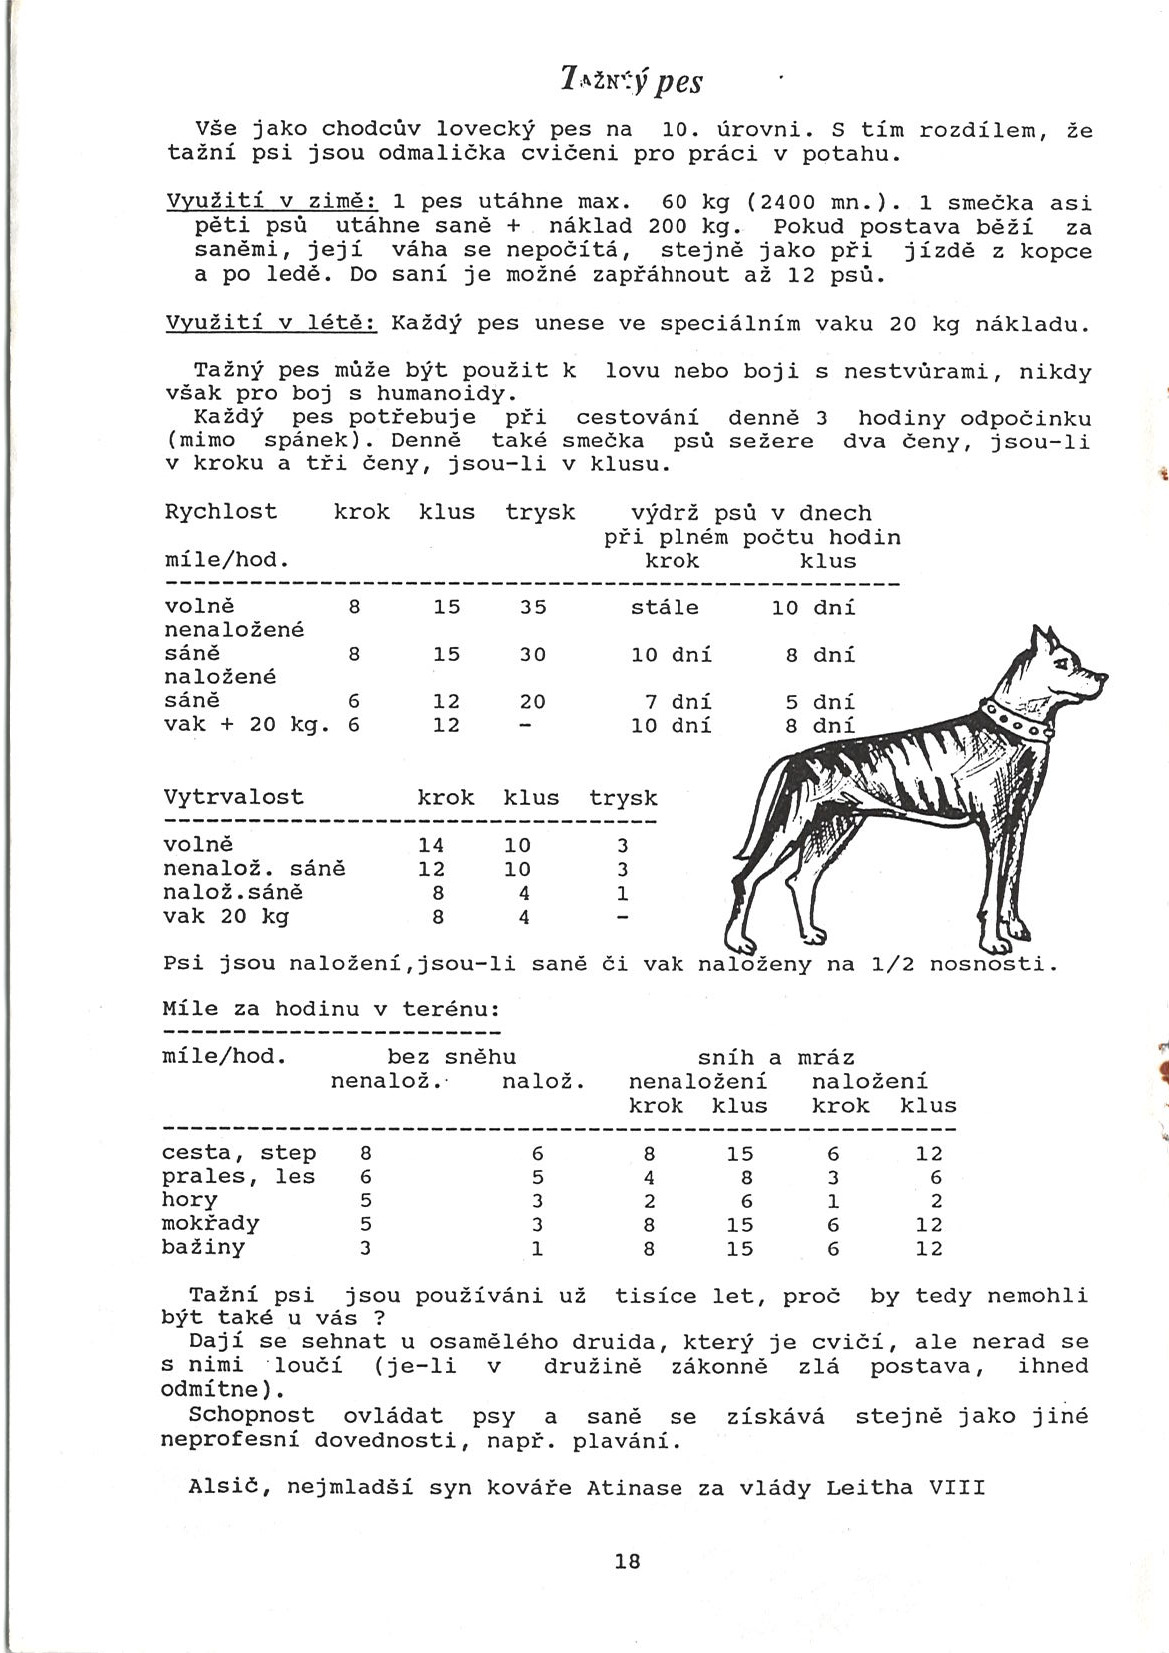 Tažný pes
Vše jako chodcův lovecký pes na 10. úrovni. S tím rozdílem, že
tažní psi jsou odmalička cvičeni pro práci v potahu.
Využití v zimě: 1 pes utáhne max. 60 kg (2400 mn.). 1 smečka asi
pěti psů utáhne saně + náklad 200 kg. Pokud postava běží za
saněmi, její váha se nepočítá, stejně jako při jízdě z kopce
a po ledě. Do saní je možné zapřáhnout až 12 psů.
Využití v létě: Každý pes unese ve speciálním vaku 20 kg nákladu.
Tažný pes může být použit k lovu nebo boji s nestvůrami, nikdy
však pro boj s humanoidy.
Každý pes potřebuje při cestování denně 3 hodiny odpočinku
(mimo spánek). Denně také smečka psů sežere dva čeny, jsou-li
v kroku a tři čeny, jsou-li v klusu.
Rychlost krok klus trysk výdrž psů v dnech
při plném počtu hodin
míle/hod. krok klus
volně 8 15 35 stále 10 dní
nenaložené
sáně 8 15 30 10 dní 8 dní
naložené
sáně 6 12 20 7 dní 5 dní
vak + 20 kg. 6 12 - 10 dní 8 dní
Vytrvalost krok klus trysk
volně 14 10 3
nenalož. sáně 12 10 3
nalož.sáně 8 4 1
vak 20 kg 8 4 -
Psi jsou naložení,jsou-li saně či vak naloženy na 1/2 nosnosti.
Míle za hodinu v terénu:
míle/hod. bez sněhu sníh a mráz
nenalož. nalož. nenaložení naložení
krok klus krok klus
cesta, step 8 6 8 15 6 12
prales, les 6 5 4 8 3 6
hory 5 3 2 6 1 2
mokřady 5 3 8 15 6 12
bažiny 3 1 8 15 6 12
Tažní psi jsou používáni už tisíce let, proč by tedy nemohli
být také u vás ?
Dají se sehnat u osamělého druida, který je cvičí, ale nerad se
s nimi loučí (je-li v družině zákonně zlá postava, ihned
odmítne).
Schopnost ovládat psy a saně se získává stejně jako jiné
neprofesní dovednosti, např. plavání.
Alsič, nejmladší syn kováře Atinase za vlády Leitha VIII
18